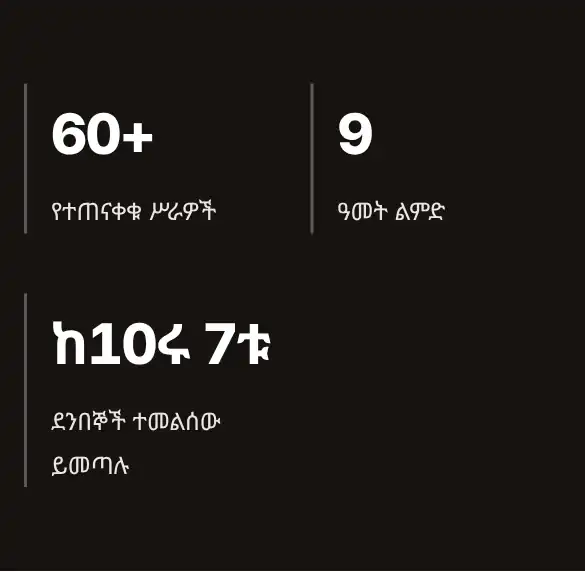 60+
የተጠናቀቁ ሥራዎች
9
ዓመት ልምድ
ከ10ሩ 7ቱ
ደንበኞች ተመልሰው
ይመጣሉ